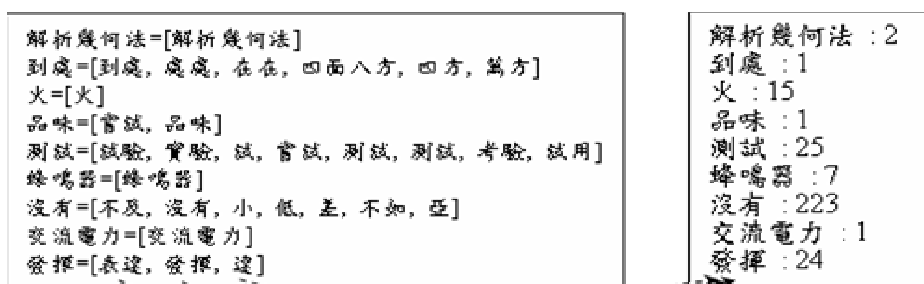 解析幾何法=[解析幾何法]
到處=[到處, 處處, 在在, 四面八方, 四方, 萬方]
火=[火]
品味=[嘗試, 品味]
測試=[試驗, 實驗, 試, 嘗試, 測試, 測試, 考驗, 試用]
蜂鳴器=[蜂鳴器]
沒有=[不及, 沒有, 小, 低, 差, 不如, 亞]
交流電力=[交流電力]
發揮=[表達, 發揮, 達]
解析幾何法 :2
到處 :1
火 :15
品味 :1
測試 :25
蜂鳴器 :7
沒有 :223
交流電力 :1
發揮 :24